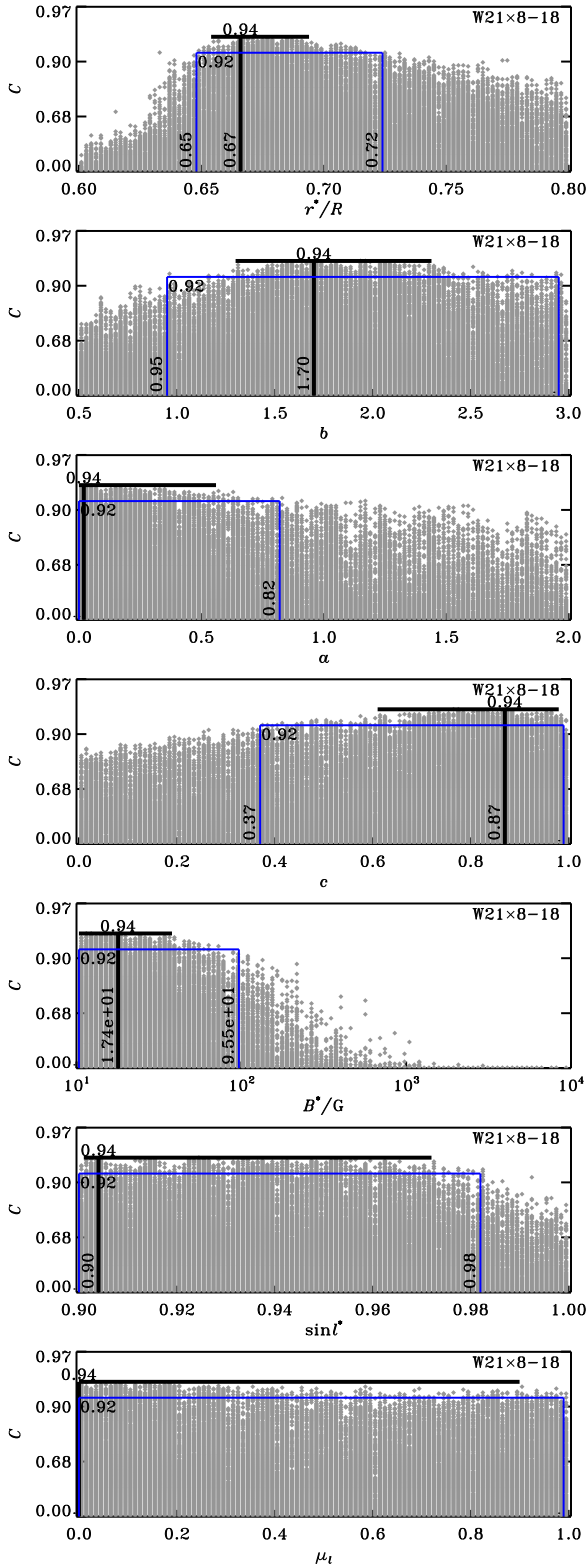 0.97
W21×8-18
0.94
0.90
0.92
C
0.68
0.65
0.67
0.72
0.00
0.60 0.65 0.70 0.75 0.80
r*/R
0.97
W21×8-18
0.94
0.90
0.92
C
0.68
0.95
1.70
0.00
0.5 1.0 1.5 2.0 2.5 3.0
b
0.97
W21×8-18
0.94
0.90
0.92
C
0.68
0.82
0.00
0.0 0.5 1.0 1.5 2.0
a
0.97
W21×8-18
0.94
0.90
0.92
C
0.68
0.37
0.87
0.00
0.0 0.2 0.4 0.6 0.8 1.0
c
0.97
W21×8-18
0.94
0.90
0.92
C
0.68
1.74e+01
9.55e+01
0.00
10¹ 10² 10³ 10⁴
B*/G
0.97
W21×8-18
0.94
0.90
0.92
C
0.68
0.90
0.98
0.00
0.90 0.92 0.94 0.96 0.98 1.00
sinl*
0.97
W21×8-18
0.94
0.90
0.92
C
0.68
0.00
0.0 0.2 0.4 0.6 0.8 1.0
μₗ